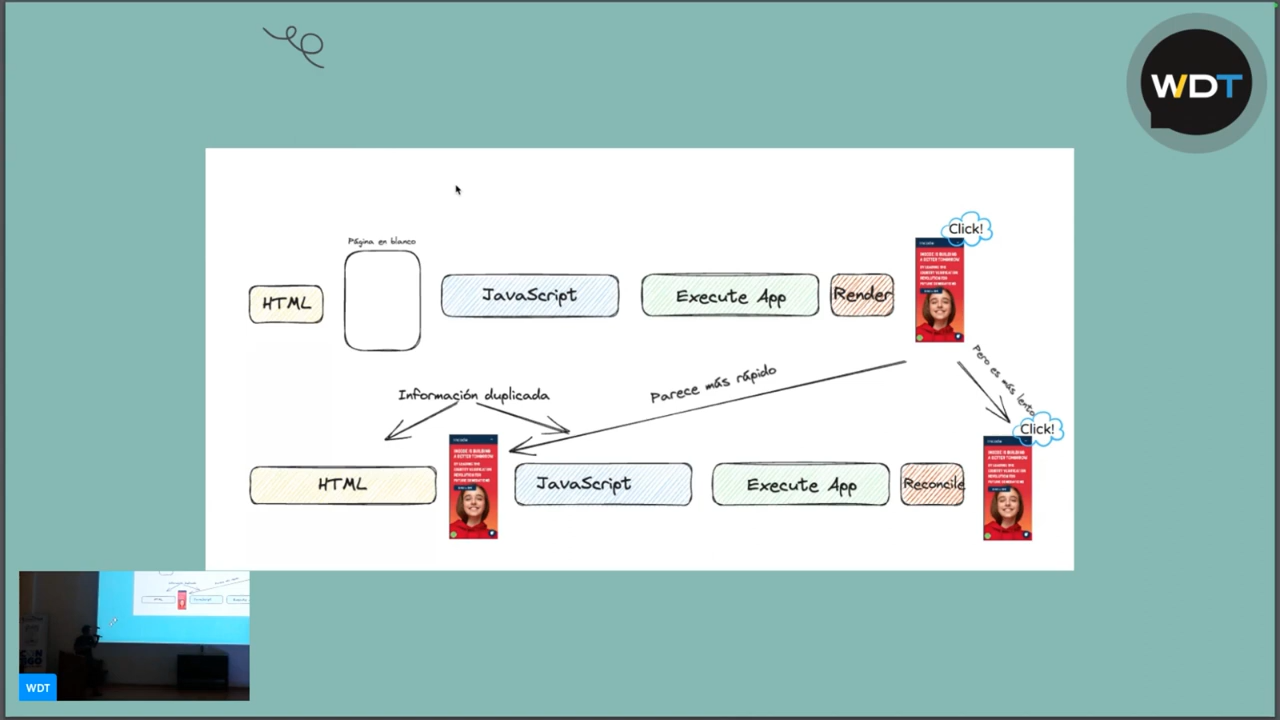 WDT
Página en blanco
Click!
HTML
JavaScript
Execute App
Render
Parece más rápido
Pero es más lento
Información duplicada
Click!
HTML
JavaScript
Execute App
Reconcile
WDT